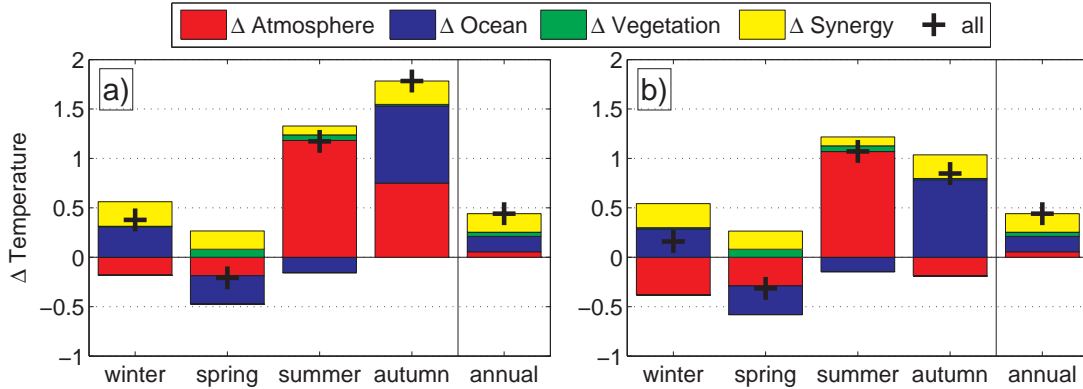 Δ Atmosphere Δ Ocean Δ Vegetation Δ Synergy all
a) b)
Δ Temperature
2 2
1.5 1.5
1 1
0.5 0.5
0 0
−0.5 −0.5
−1 −1
winter spring summer autumn annual winter spring summer autumn annual